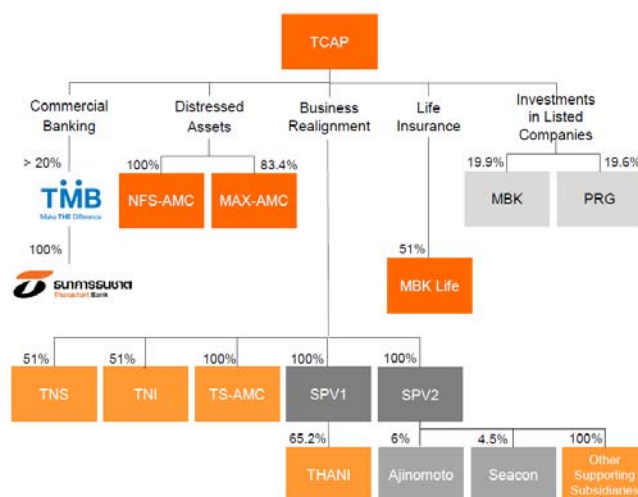 TCAP
Commercial
Banking
Distressed
Assets
Business
Realignment
Life
Insurance
Investments
in Listed
Companies
> 20%
100%
83.4%
19.9%
19.6%
TMB
Make THE Difference
NFS-AMC
MAX-AMC
MBK
PRG
100%
ธนาคารธนชาต
Thanachart Bank
51%
MBK Life
51%
51%
100%
100%
100%
TNS
TNI
TS-AMC
SPV1
SPV2
65.2%
6%
4.5%
100%
THANI
Ajinomoto
Seacon
Other
Supporting
Subsidiaries